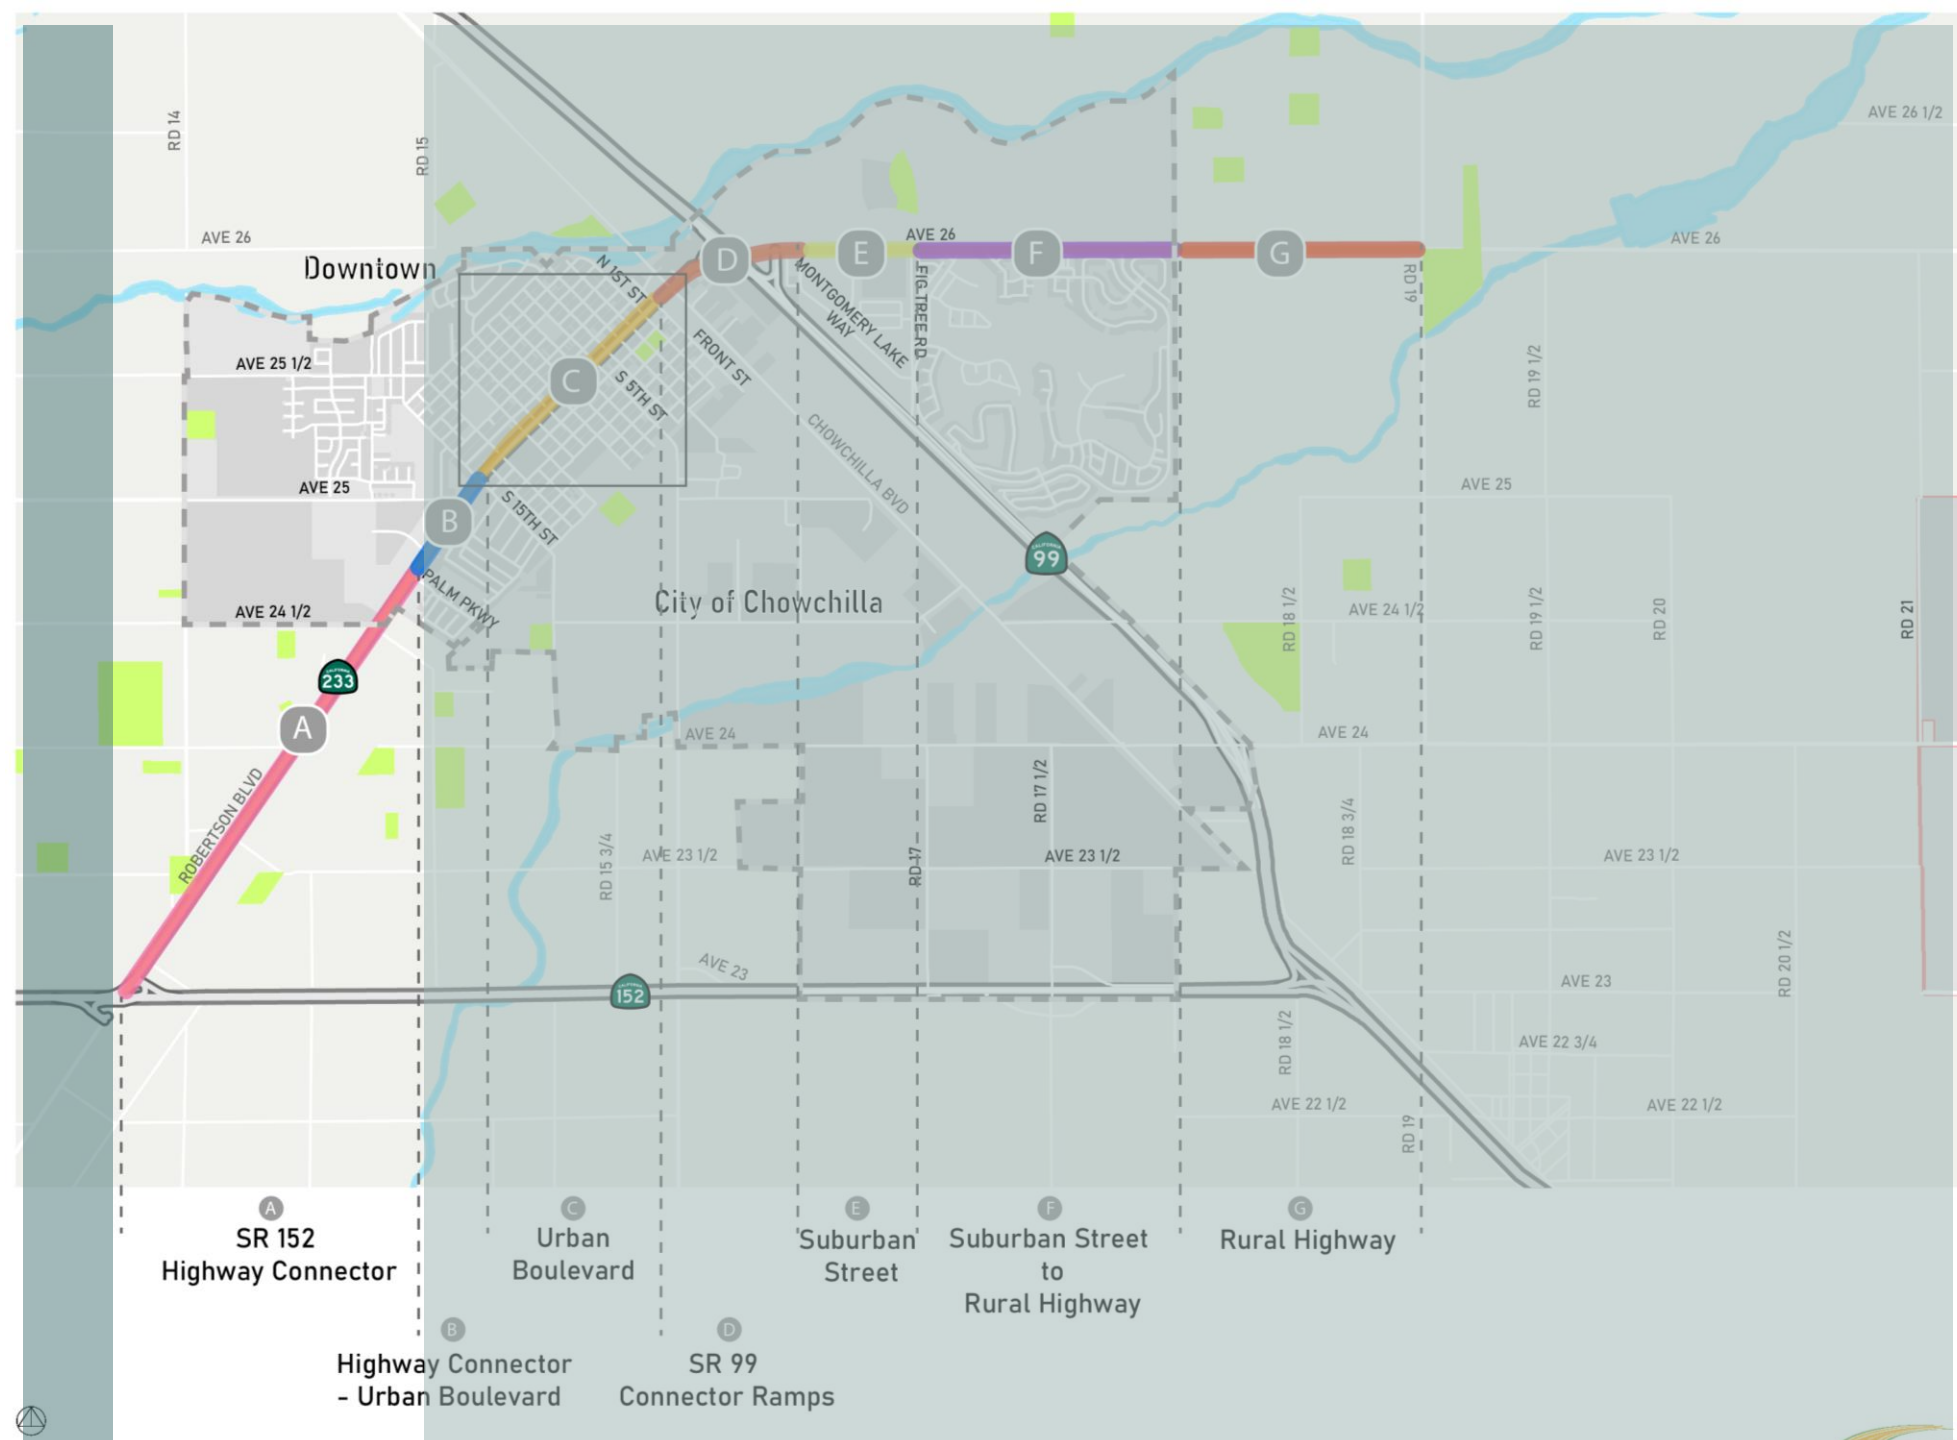 RD 14
RD 15
AVE 26 1/2
AVE 26
AVE 26
AVE 26
Downtown
N 1ST ST
D
E
F
G
MONTGOMERY LAKE
WAY
FIG TREE RD
RD 19
AVE 25 1/2
FRONT ST
S 5TH ST
C
RD 19 1/2
CHOWCHILLA BVD
AVE 25
AVE 25
S 15TH ST
B
CALIFORNIA
99
PALM PKWY
City of Chowchilla
AVE 24 1/2
AVE 24 1/2
RD 18 1/2
RD 19 1/2
RD 20
RD 21
CALIFORNIA
233
A
AVE 24
AVE 24
ROBERTSON BLVD
RD 17 1/2
RD 18 3/4
RD 15 3/4
AVE 23 1/2
RD 17
AVE 23 1/2
AVE 23 1/2
AVE 23
CALIFORNIA
152
AVE 23
RD 20 1/2
RD 18 1/2
AVE 22 3/4
AVE 22 1/2
AVE 22 1/2
RD 19
A
SR 152
Highway Connector
C
Urban
Boulevard
E
Suburban
Street
F
Suburban Street
to
Rural Highway
G
Rural Highway
B
Highway Connector
- Urban Boulevard
D
SR 99
Connector Ramps